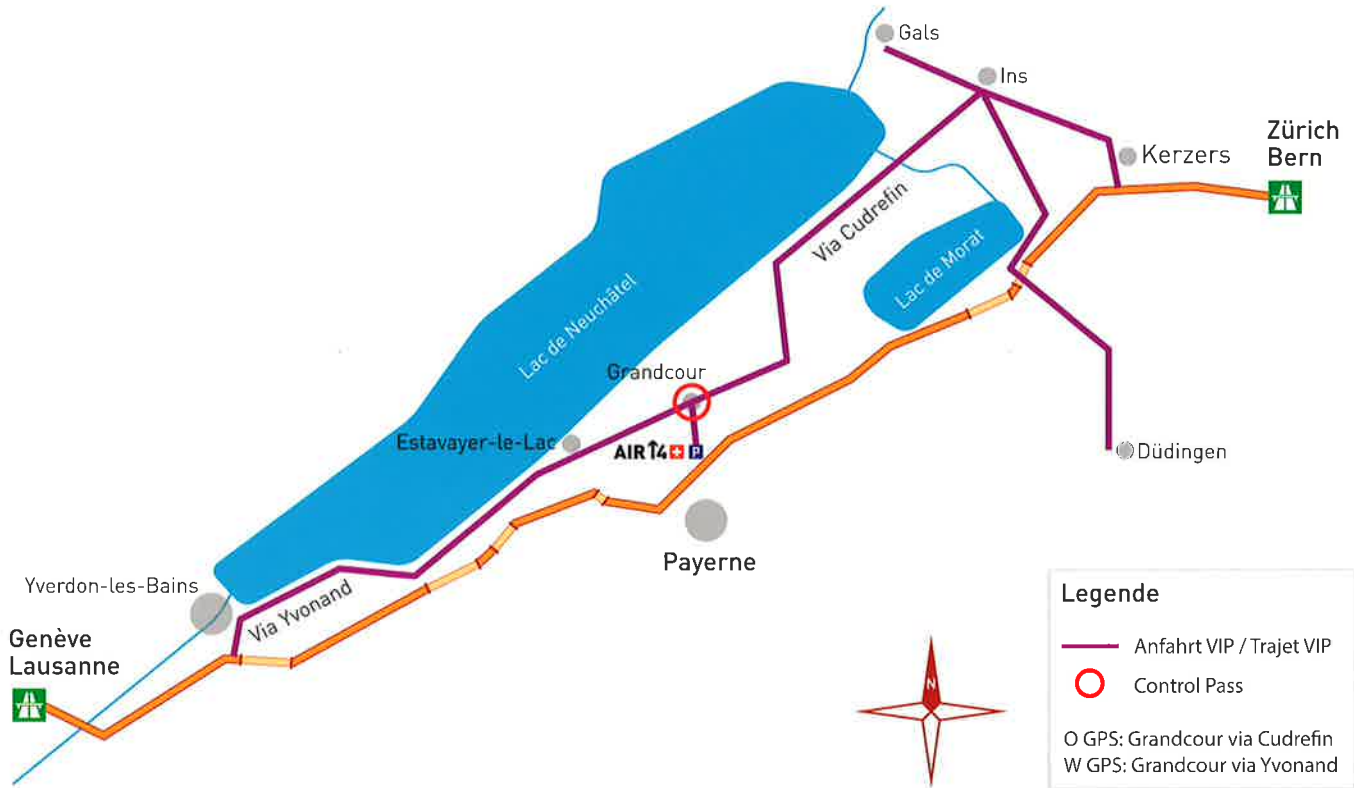 Gals
Ins
Kerzers
Zürich
Bern
Via Cudrefin
Lac de Morat
Lac de Neuchâtel
Grandcour
Estavayer-le-Lac
AIR14
P
Düdingen
Payerne
Yverdon-les-Bains
Via Yvonand
Genève
Lausanne
N
Legende
Anfahrt VIP / Trajet VIP
Control Pass
O GPS: Grandcour via Cudrefin
W GPS: Grandcour via Yvonand